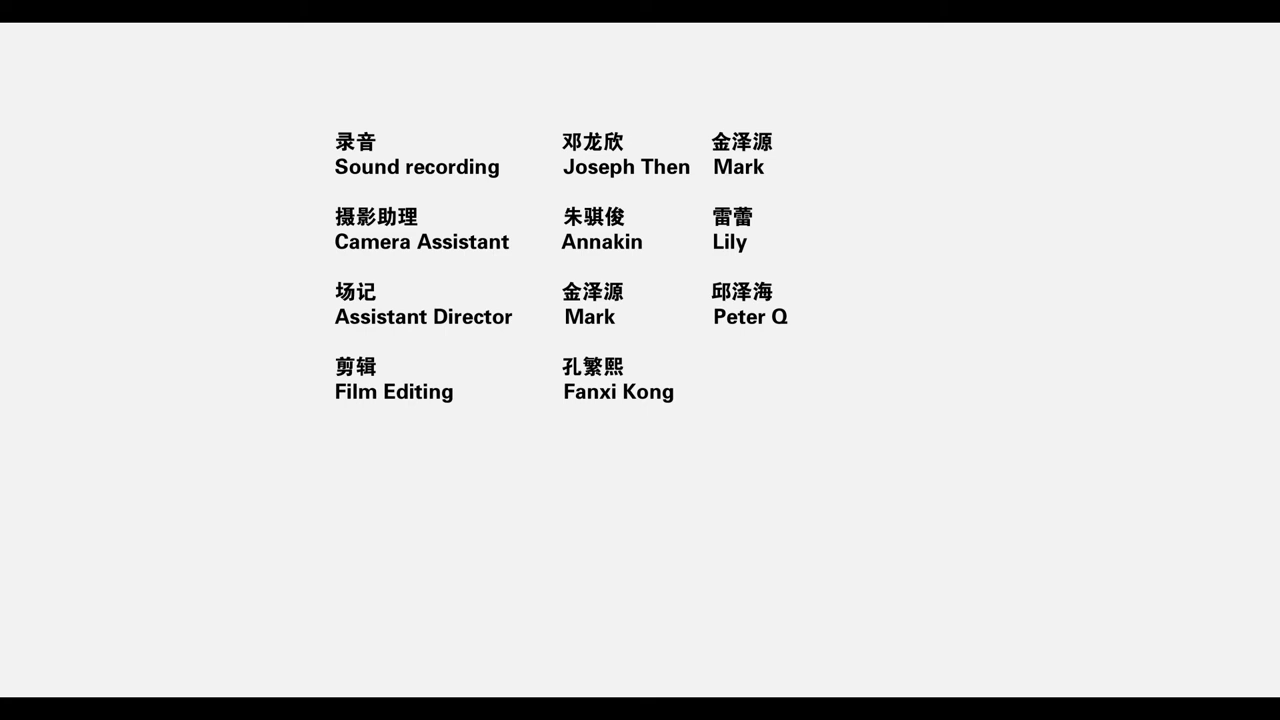 录音 邓龙欣 金泽源
Sound recording Joseph Then Mark
摄影助理 朱骐俊 雷蕾
Camera Assistant Annakin Lily
场记 金泽源 邱泽海
Assistant Director Mark Peter Q
剪辑 孔繁熙
Film Editing Fanxi Kong